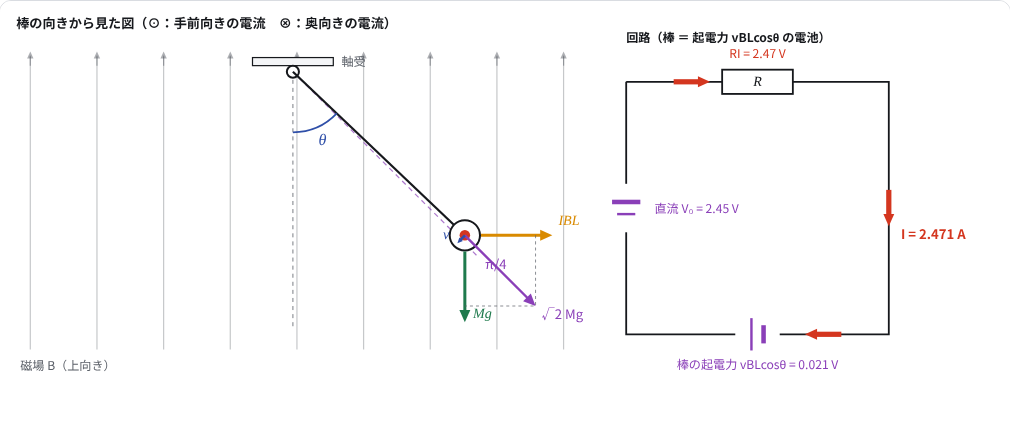 棒の向きから見た図（⊙：手前向きの電流　⊗：奥向きの電流）
軸受
θ
v
IBL
π/4
Mg
√2 Mg
磁場 B（上向き）
回路（棒 ＝ 起電力 vBLcosθ の電池）
RI = 2.47 V
R
直流 V₀ = 2.45 V
I = 2.471 A
棒の起電力 vBLcosθ = 0.021 V